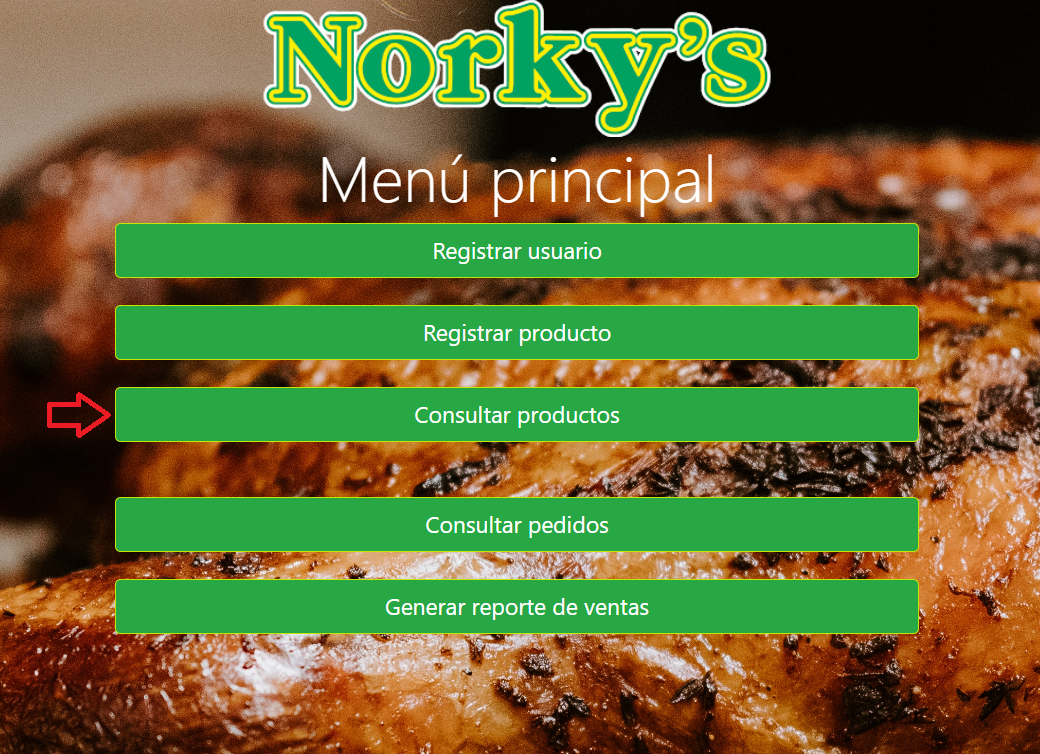 Norky's
Menú principal
Registrar usuario
Registrar producto
Consultar productos
Consultar pedidos
Generar reporte de ventas